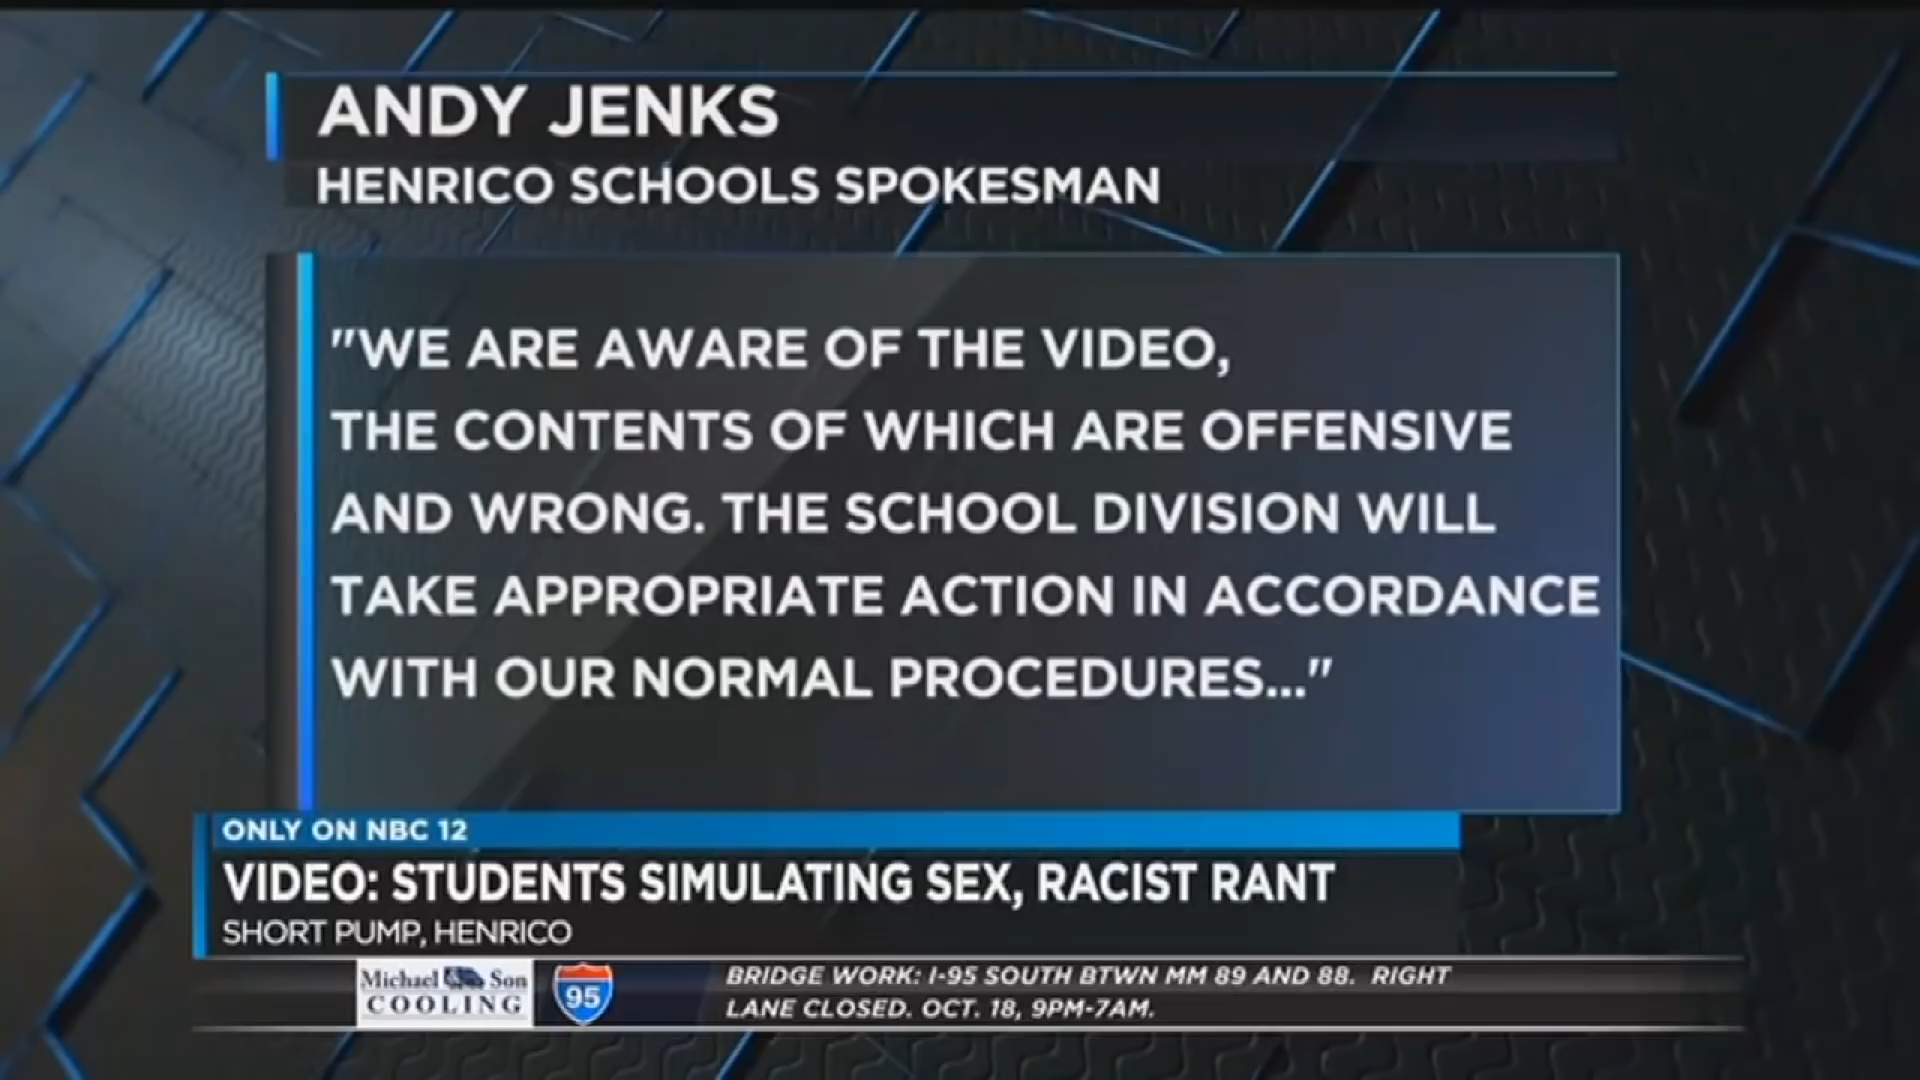 ANDY JENKS
HENRICO SCHOOLS SPOKESMAN
"WE ARE AWARE OF THE VIDEO,
THE CONTENTS OF WHICH ARE OFFENSIVE
AND WRONG. THE SCHOOL DIVISION WILL
TAKE APPROPRIATE ACTION IN ACCORDANCE
WITH OUR NORMAL PROCEDURES..."
ONLY ON NBC 12
VIDEO: STUDENTS SIMULATING SEX, RACIST RANT
SHORT PUMP, HENRICO
Michael Son
COOLING
95
BRIDGE WORK: I-95 SOUTH BTWN MM 89 AND 88. RIGHT
LANE CLOSED. OCT. 18, 9PM-7AM.